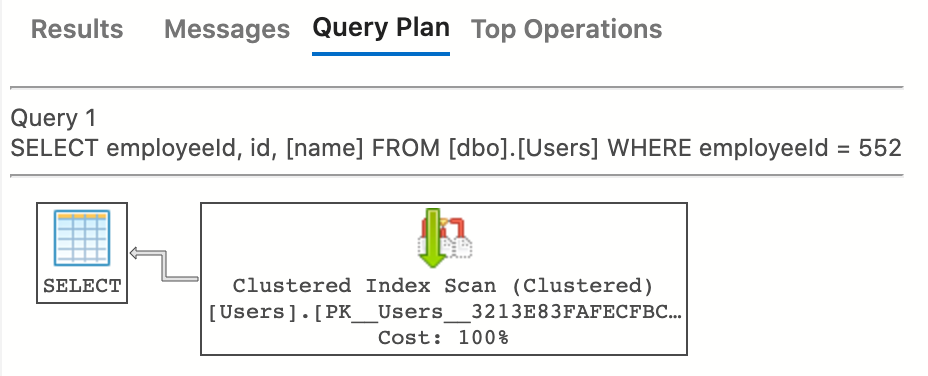 Results Messages Query Plan Top Operations
Query 1
SELECT employeeId, id, [name] FROM [dbo].[Users] WHERE employeeId = 552
SELECT
Clustered Index Scan (Clustered)
[Users].[PK__Users__3213E83FAFECFBC…
Cost: 100%